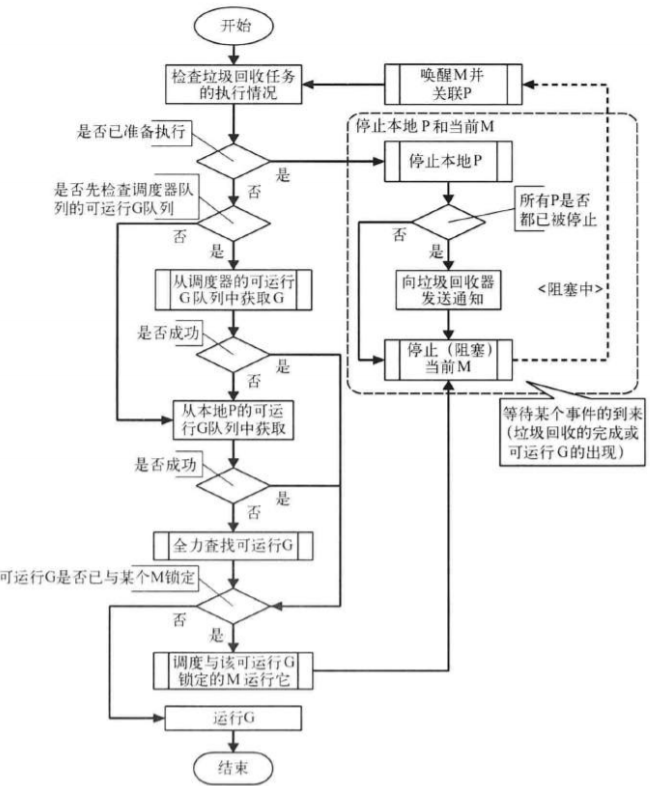 开始
检查垃圾回收任务
的执行情况
唤醒M并
关联P
是否已准备执行
停止本地P和当前M
是
停止本地P
否
是否先检查调度器队
列的可运行G队列
所有P是否
都已被停止
否
否
是
是
从调度器的可运行
G队列中获取G
向垃圾回收器
发送通知
<阻塞中>
是否成功
是
停止（阻塞）
当前M
否
从本地P的可运
行G队列中获取
等待某个事件的到来
（垃圾回收的完成或
可运行G的出现）
是否成功
是
否
全力查找可运行G
可运行G是否已与某个M锁定
否
是
调度与该可运行G
锁定的M运行它
运行G
结束